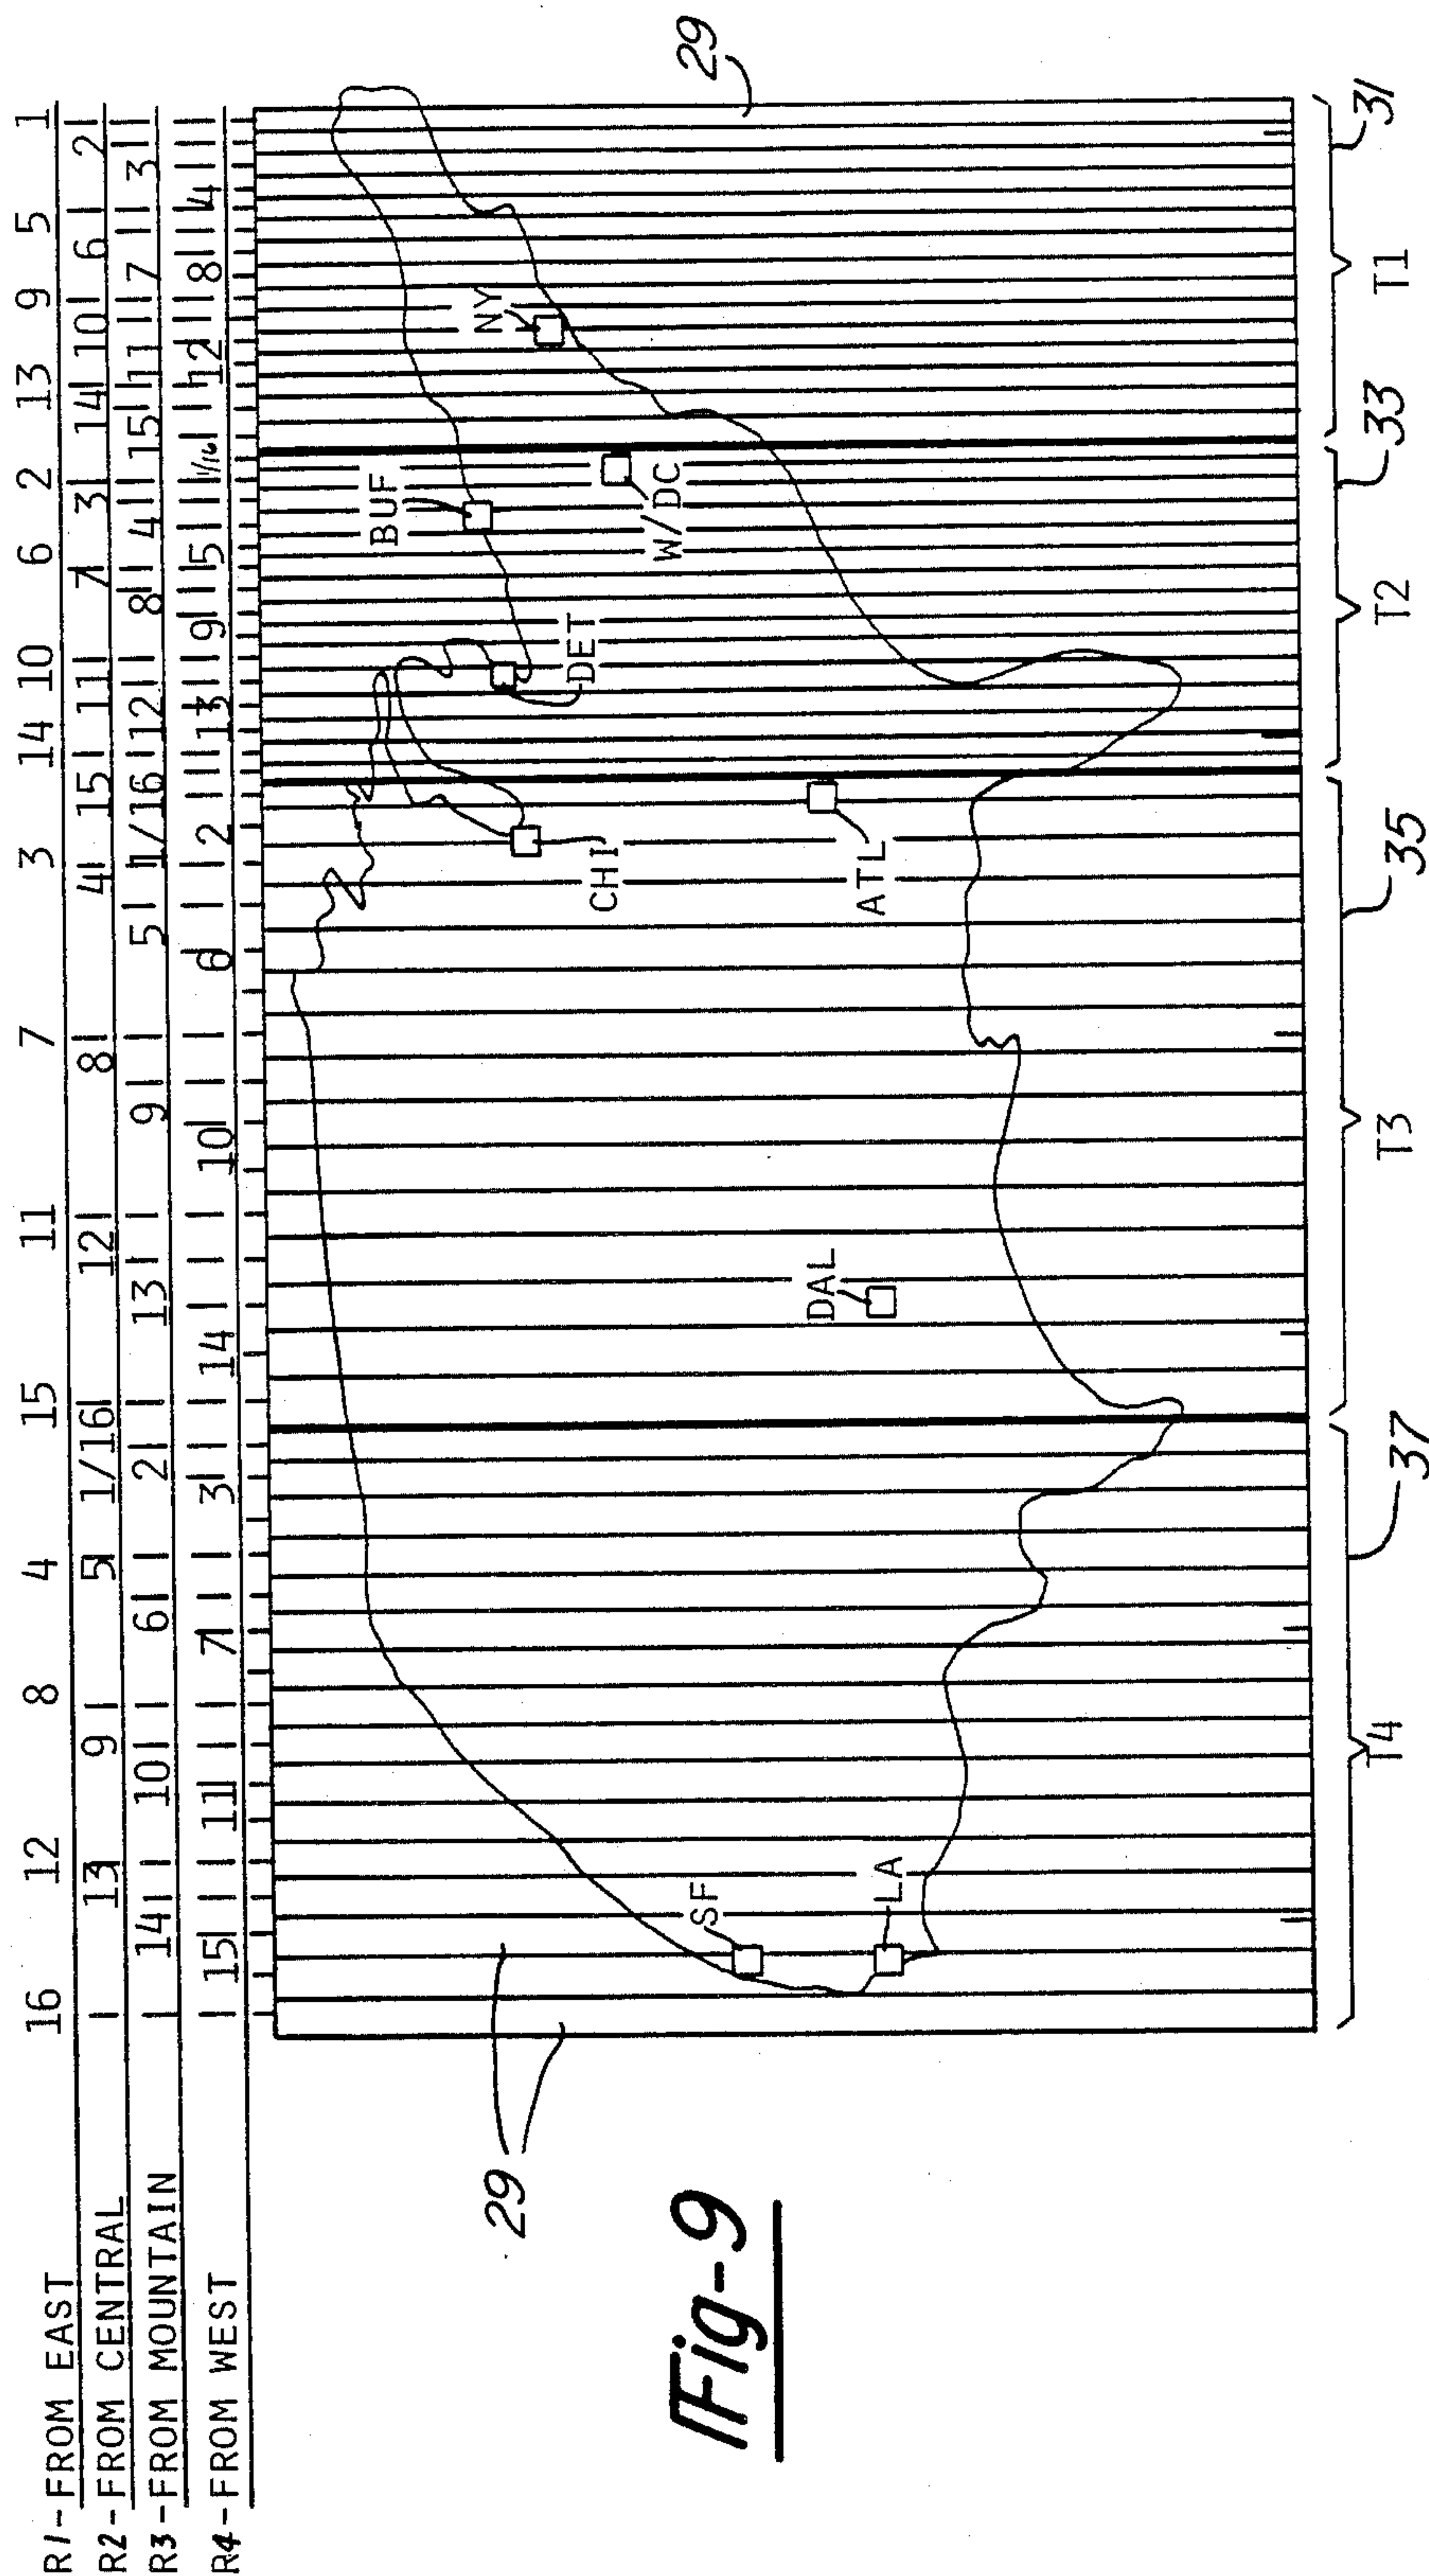 R1-FROM EAST 16 12 8 4 15 11 7 3 14 10 6 2 13 9 5 1
R2-FROM CENTRAL 13 9 5 1/16 12 8 4 15 11 7 3 14 10 6 2
R3-FROM MOUNTAIN 14 10 6 2 13 9 5 1/16 12 8 4 15 11 7 3
R4-FROM WEST 15 11 7 3 14 10 6 2 13 9 5 1/16 12 8 4
BUF
NY
29
DET
CHI
W/DC
SF
29
DAL
ATL
LA
Fig-9
37
35
33
31
T4
T3
T2
T1